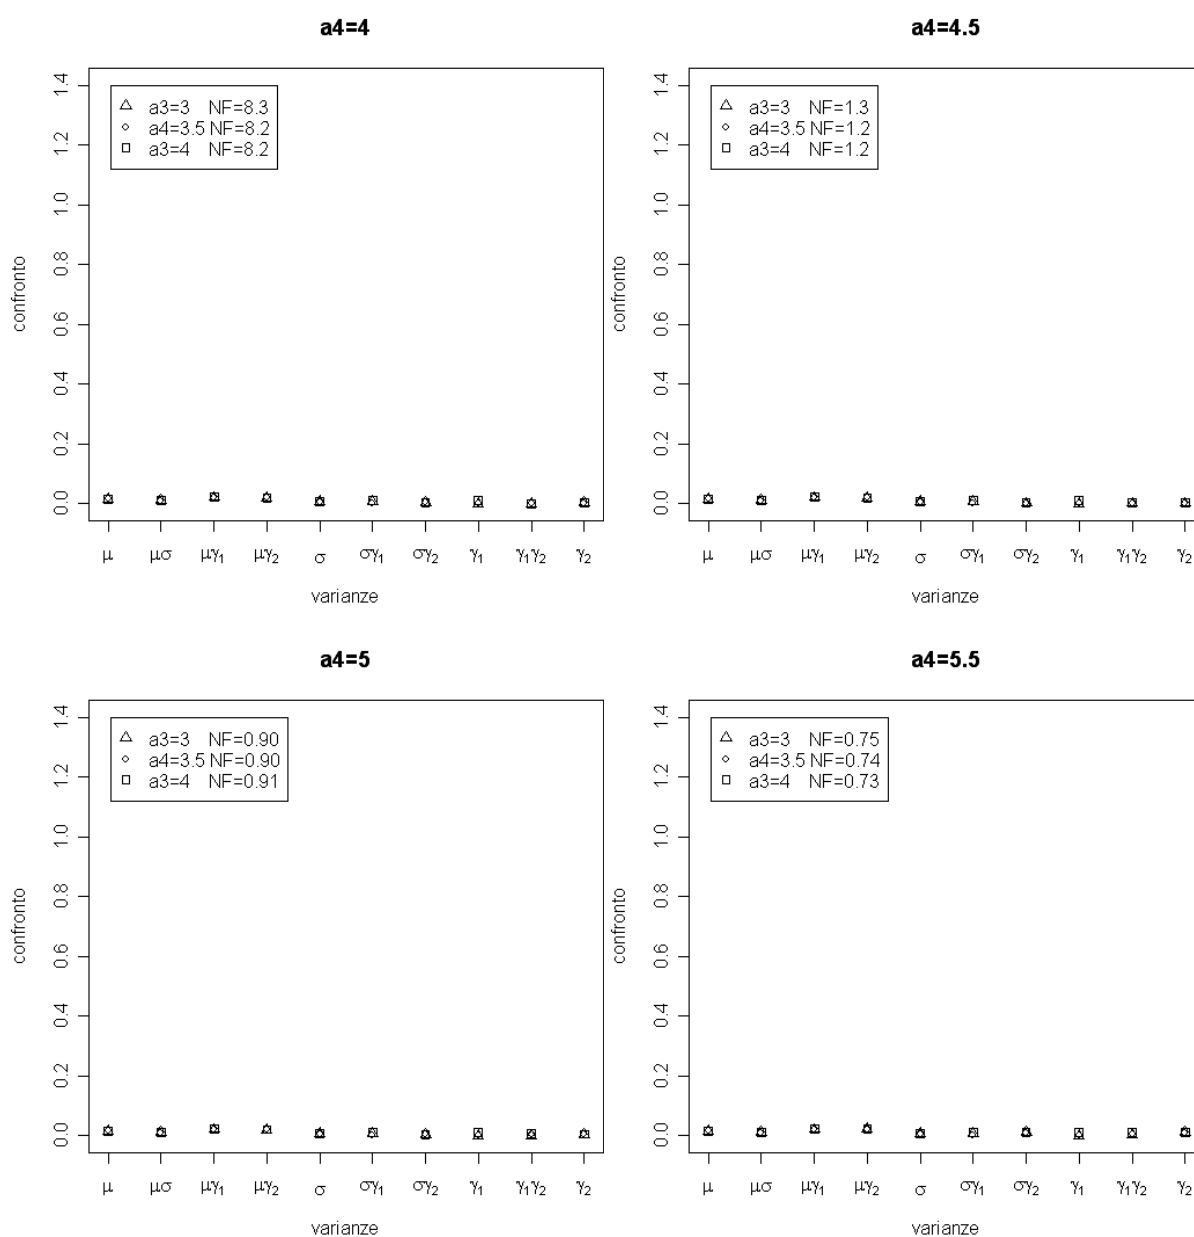 a4=4
1.4
1.2
1.0
0.8
0.6
0.4
0.2
0.0
confronto
a3=3 NF=8.3
a4=3.5 NF=8.2
a3=4 NF=8.2
μ μσ μγ1 μγ2 σ σγ1 σγ2 γ1 γ1γ2 γ2
varianze
a4=4.5
1.4
1.2
1.0
0.8
0.6
0.4
0.2
0.0
confronto
a3=3 NF=1.3
a4=3.5 NF=1.2
a3=4 NF=1.2
μ μσ μγ1 μγ2 σ σγ1 σγ2 γ1 γ1γ2 γ2
varianze
a4=5
1.4
1.2
1.0
0.8
0.6
0.4
0.2
0.0
confronto
a3=3 NF=0.90
a4=3.5 NF=0.90
a3=4 NF=0.91
μ μσ μγ1 μγ2 σ σγ1 σγ2 γ1 γ1γ2 γ2
varianze
a4=5.5
1.4
1.2
1.0
0.8
0.6
0.4
0.2
0.0
confronto
a3=3 NF=0.75
a4=3.5 NF=0.74
a3=4 NF=0.73
μ μσ μγ1 μγ2 σ σγ1 σγ2 γ1 γ1γ2 γ2
varianze